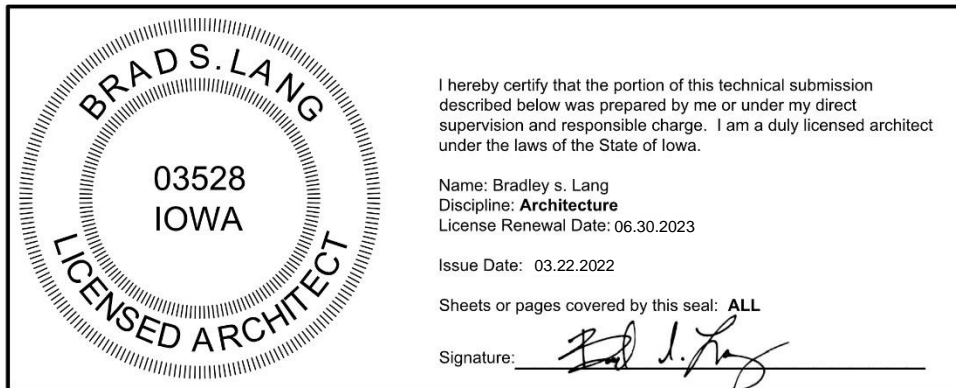 BRAD S. LANG
03528
IOWA
LICENSED ARCHITECT
I hereby certify that the portion of this technical submission
described below was prepared by me or under my direct
supervision and responsible charge. I am a duly licensed architect
under the laws of the State of Iowa.
Name: Bradley s. Lang
Discipline: Architecture
License Renewal Date: 06.30.2023
Issue Date: 03.22.2022
Sheets or pages covered by this seal: ALL
Signature: Brad S. Lang